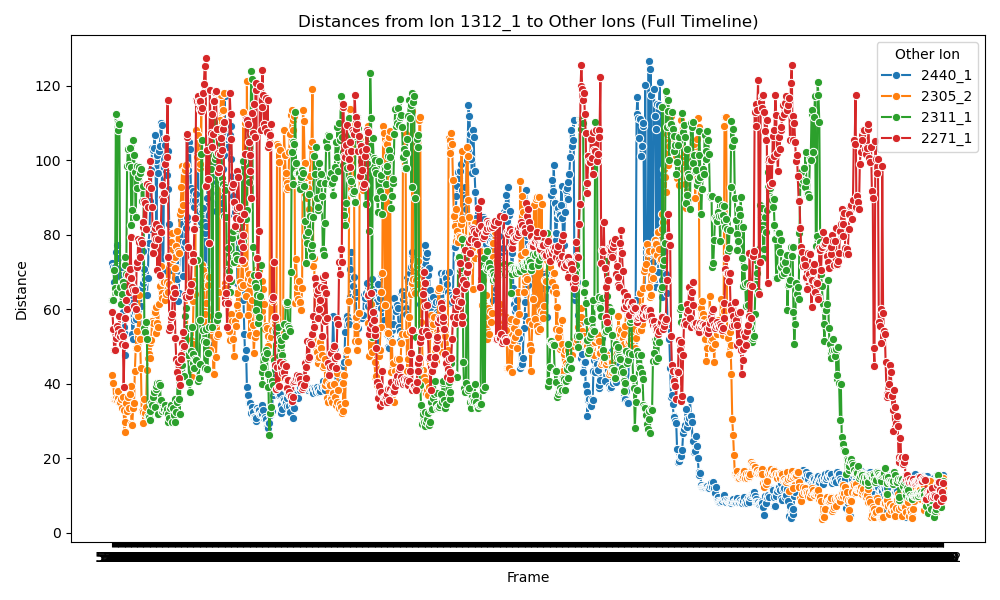 Distances from Ion 1312_1 to Other Ions (Full Timeline)
Other Ion
2440_1
2305_2
2311_1
2271_1
120
100
80
60
40
20
0
Distance
Frame